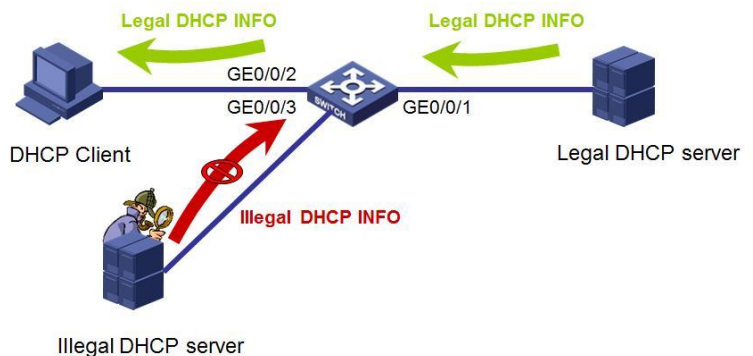 Legal DHCP INFO
Legal DHCP INFO
GE0/0/2
GE0/0/3
SWITCH
GE0/0/1
DHCP Client
Legal DHCP server
Illegal DHCP INFO
Illegal DHCP server